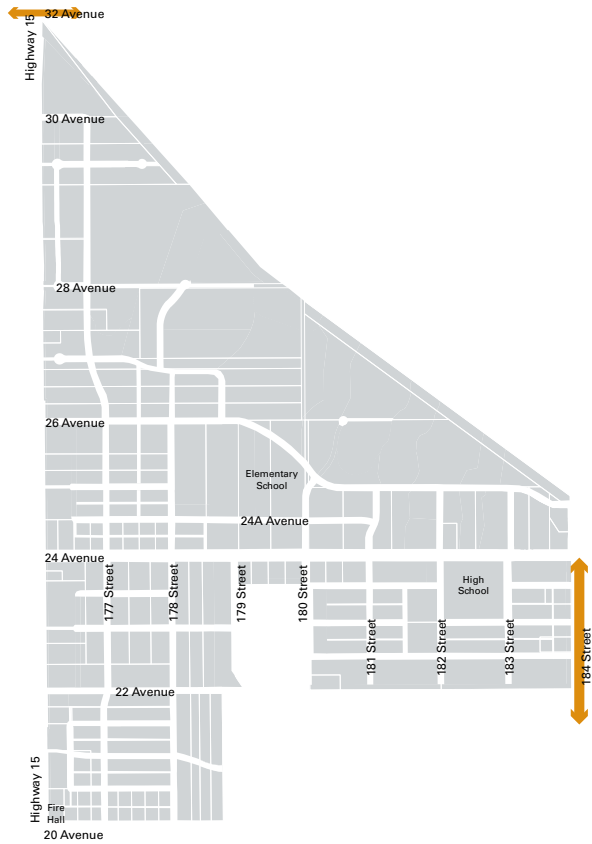 32 Avenue
Highway 15
30 Avenue
28 Avenue
26 Avenue
Elementary
School
24A Avenue
24 Avenue
177 Street
178 Street
179 Street
180 Street
High
School
181 Street
182 Street
183 Street
184 Street
22 Avenue
Highway 15
Fire
Hall
20 Avenue